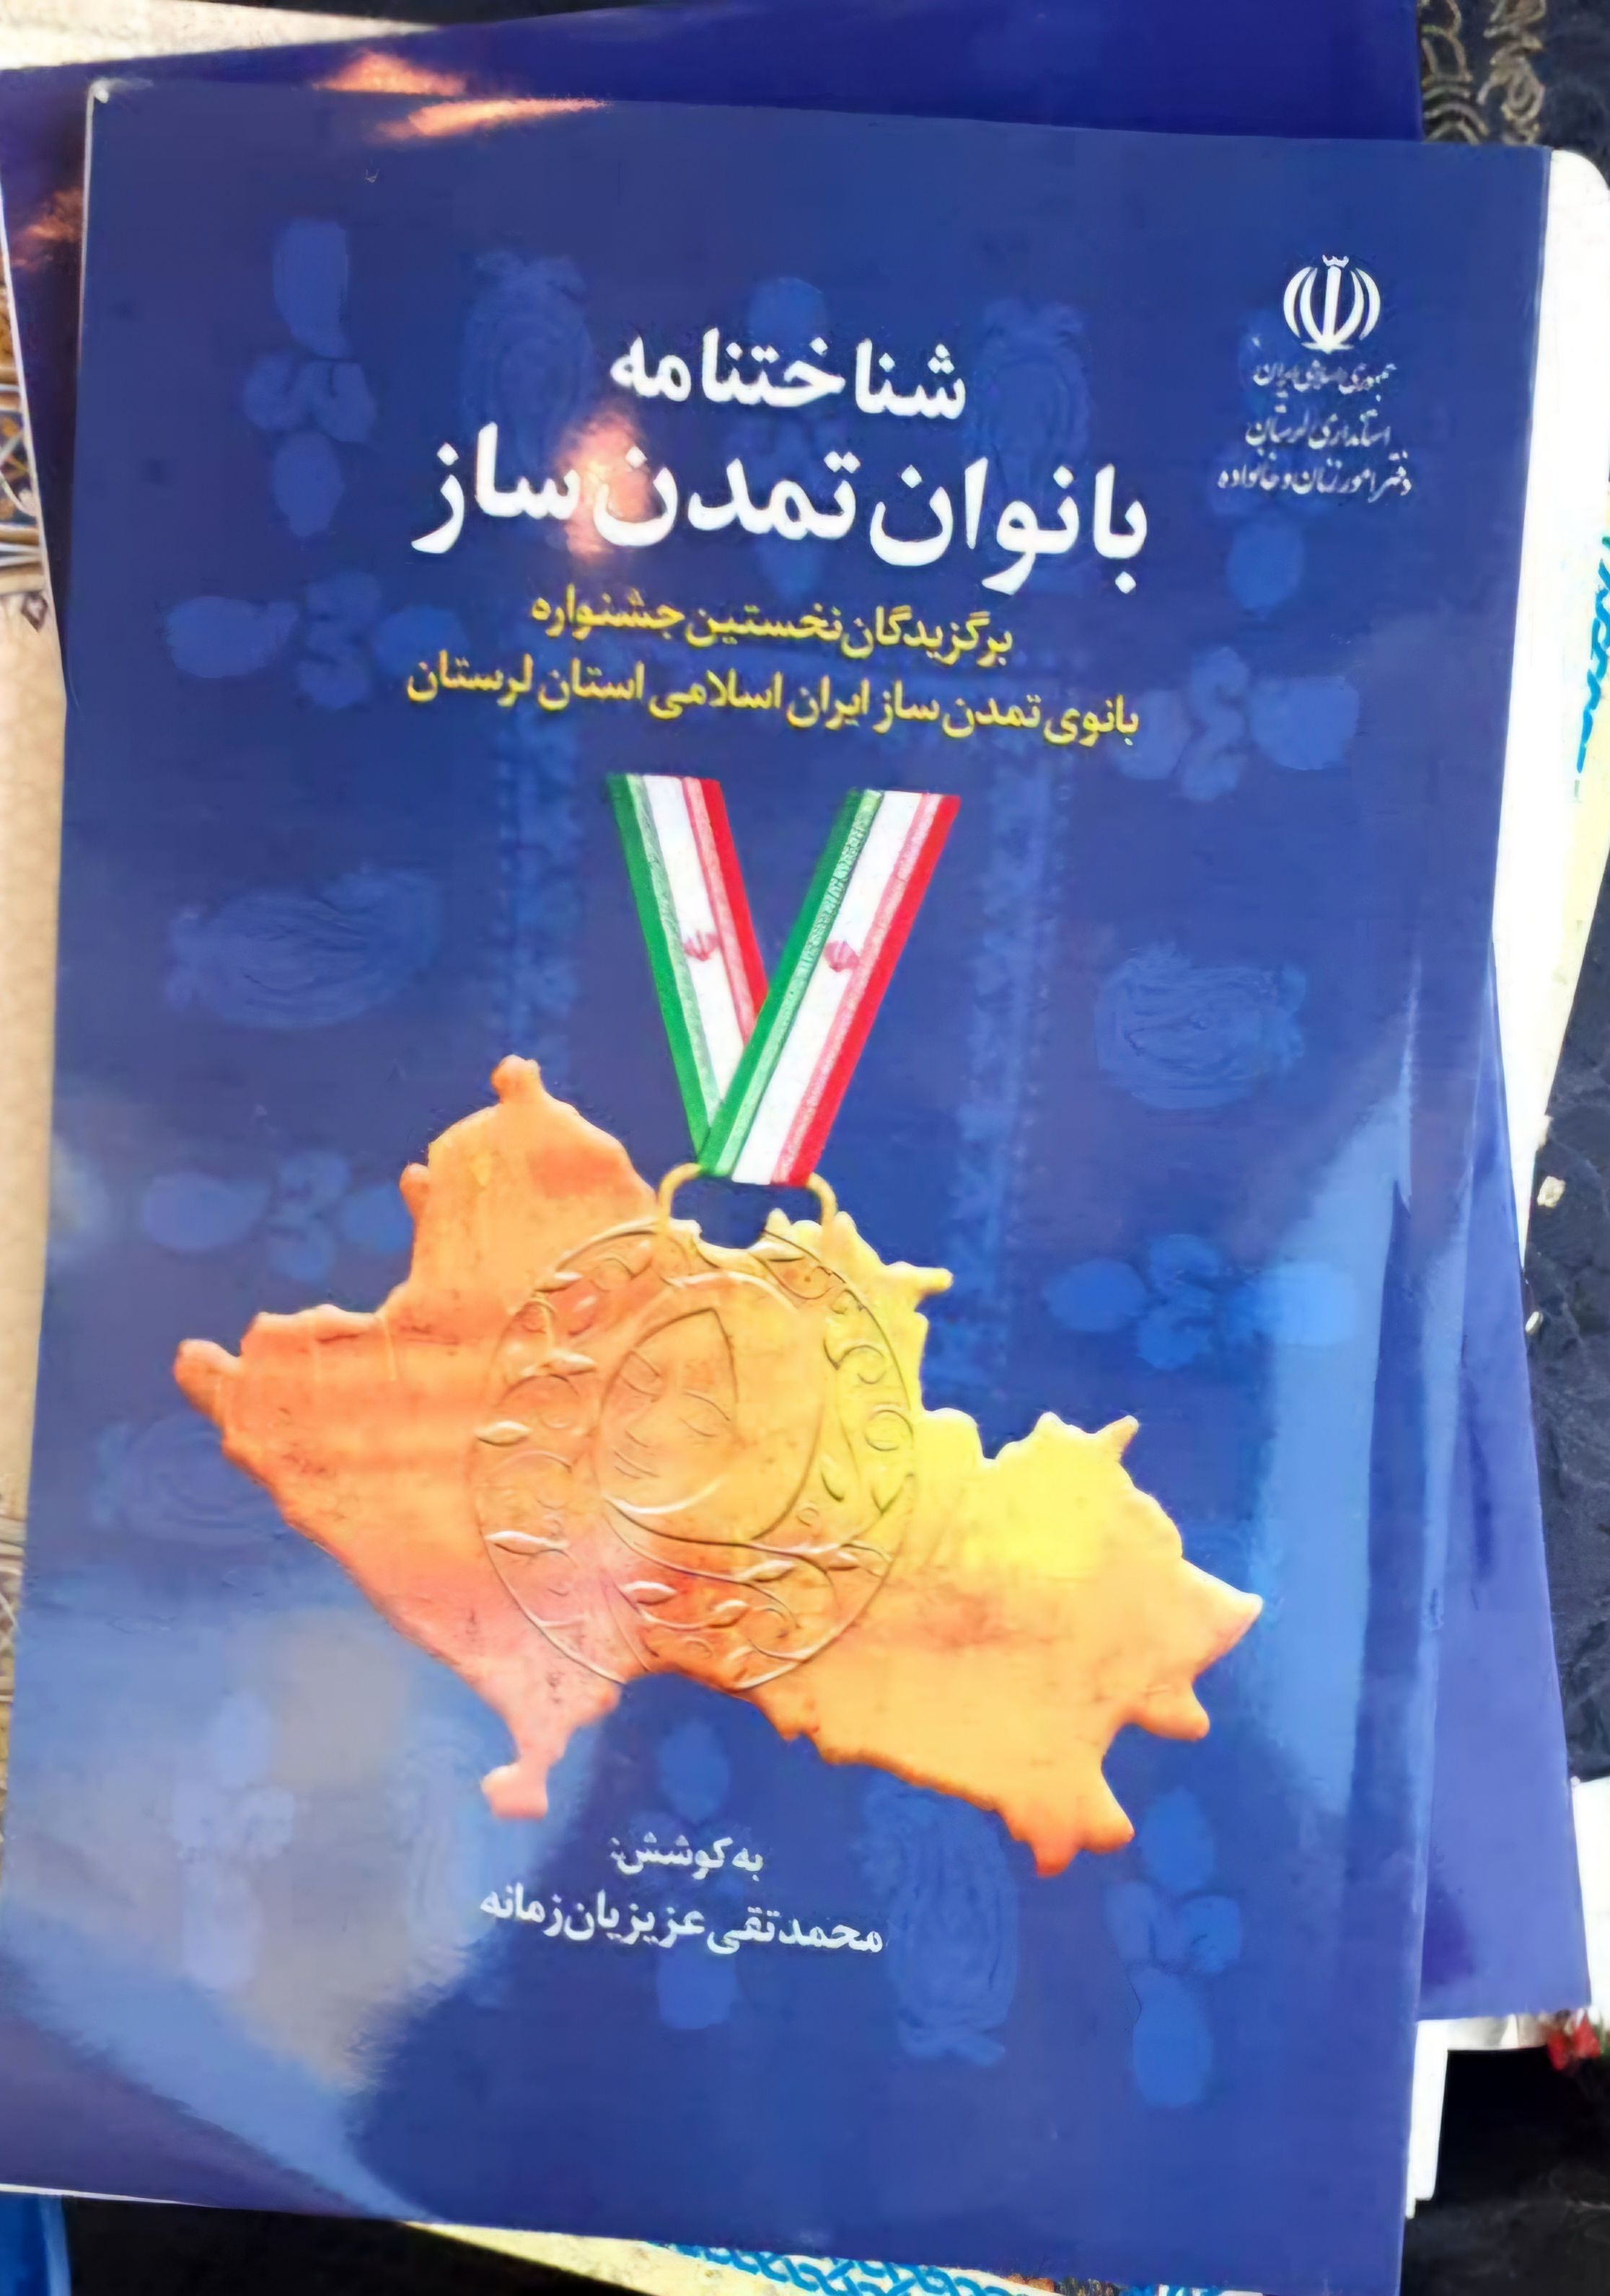 جمهوری اسلامی ایران
استانداری لرستان
دفتر امور زنان و خانواده
شناختنامه
بانوان تمدن ساز
برگزیدگان نخستین جشنواره
بانوی تمدن ساز ایران اسلامی استان لرستان
به کوشش:
محمدتقی عزیزیان زمانه